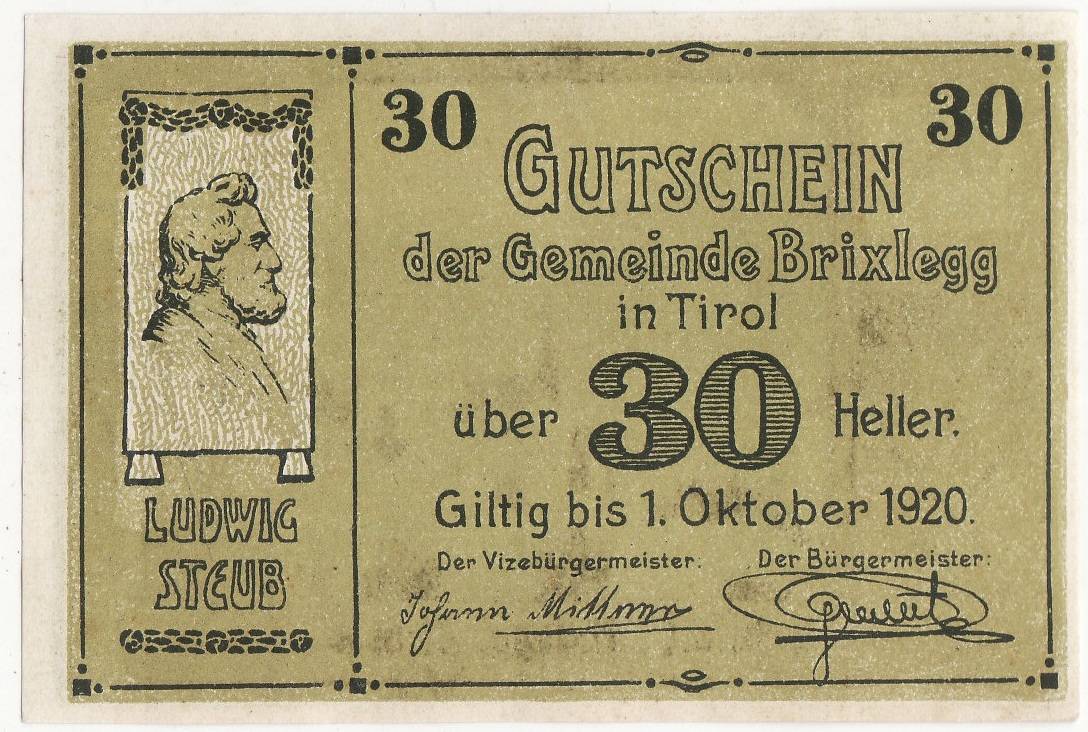 30
30
GUTSCHEIN
der Gemeinde Brixlegg
in Tirol
über 30 Heller.
Giltig bis 1. Oktober 1920.
Der Vizebürgermeister:
Der Bürgermeister:
Johann Mittner
LUDWIG
STEUB